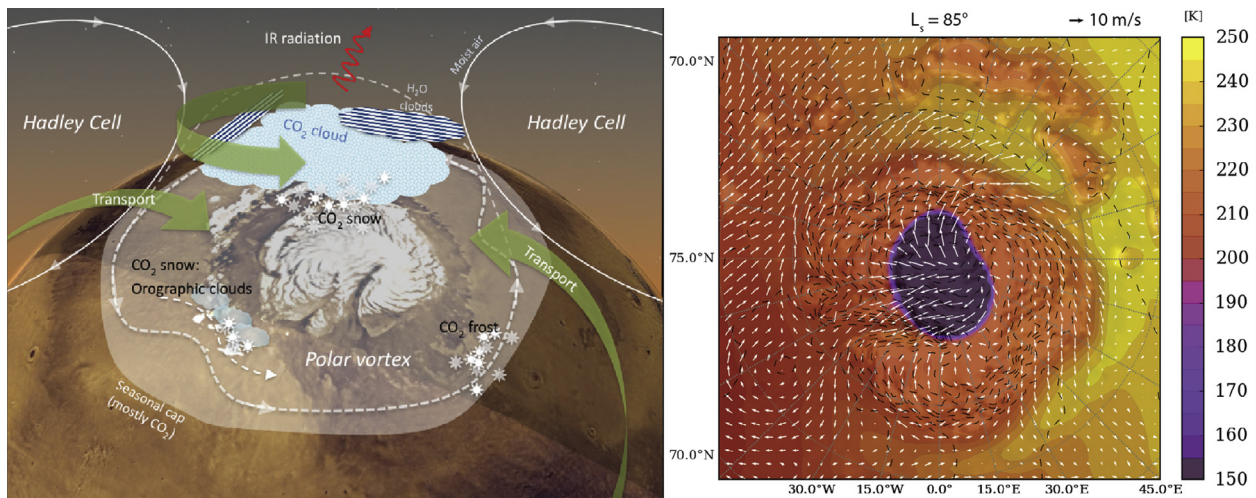 IR radiation
Moist air
H₂O
clouds
Hadley Cell
CO₂ cloud
Hadley Cell
Transport
CO₂ snow
CO₂ snow:
Orographic clouds
Transport
CO₂ frost
Polar vortex
Seasonal cap
(mostly CO₂)
Lₛ = 85°
10 m/s
[K]
70.0°N
75.0°N
70.0°N
30.0°W 15.0°W 0.0° 15.0°E 30.0°E 45.0°E
250
240
230
220
210
200
190
180
170
160
150